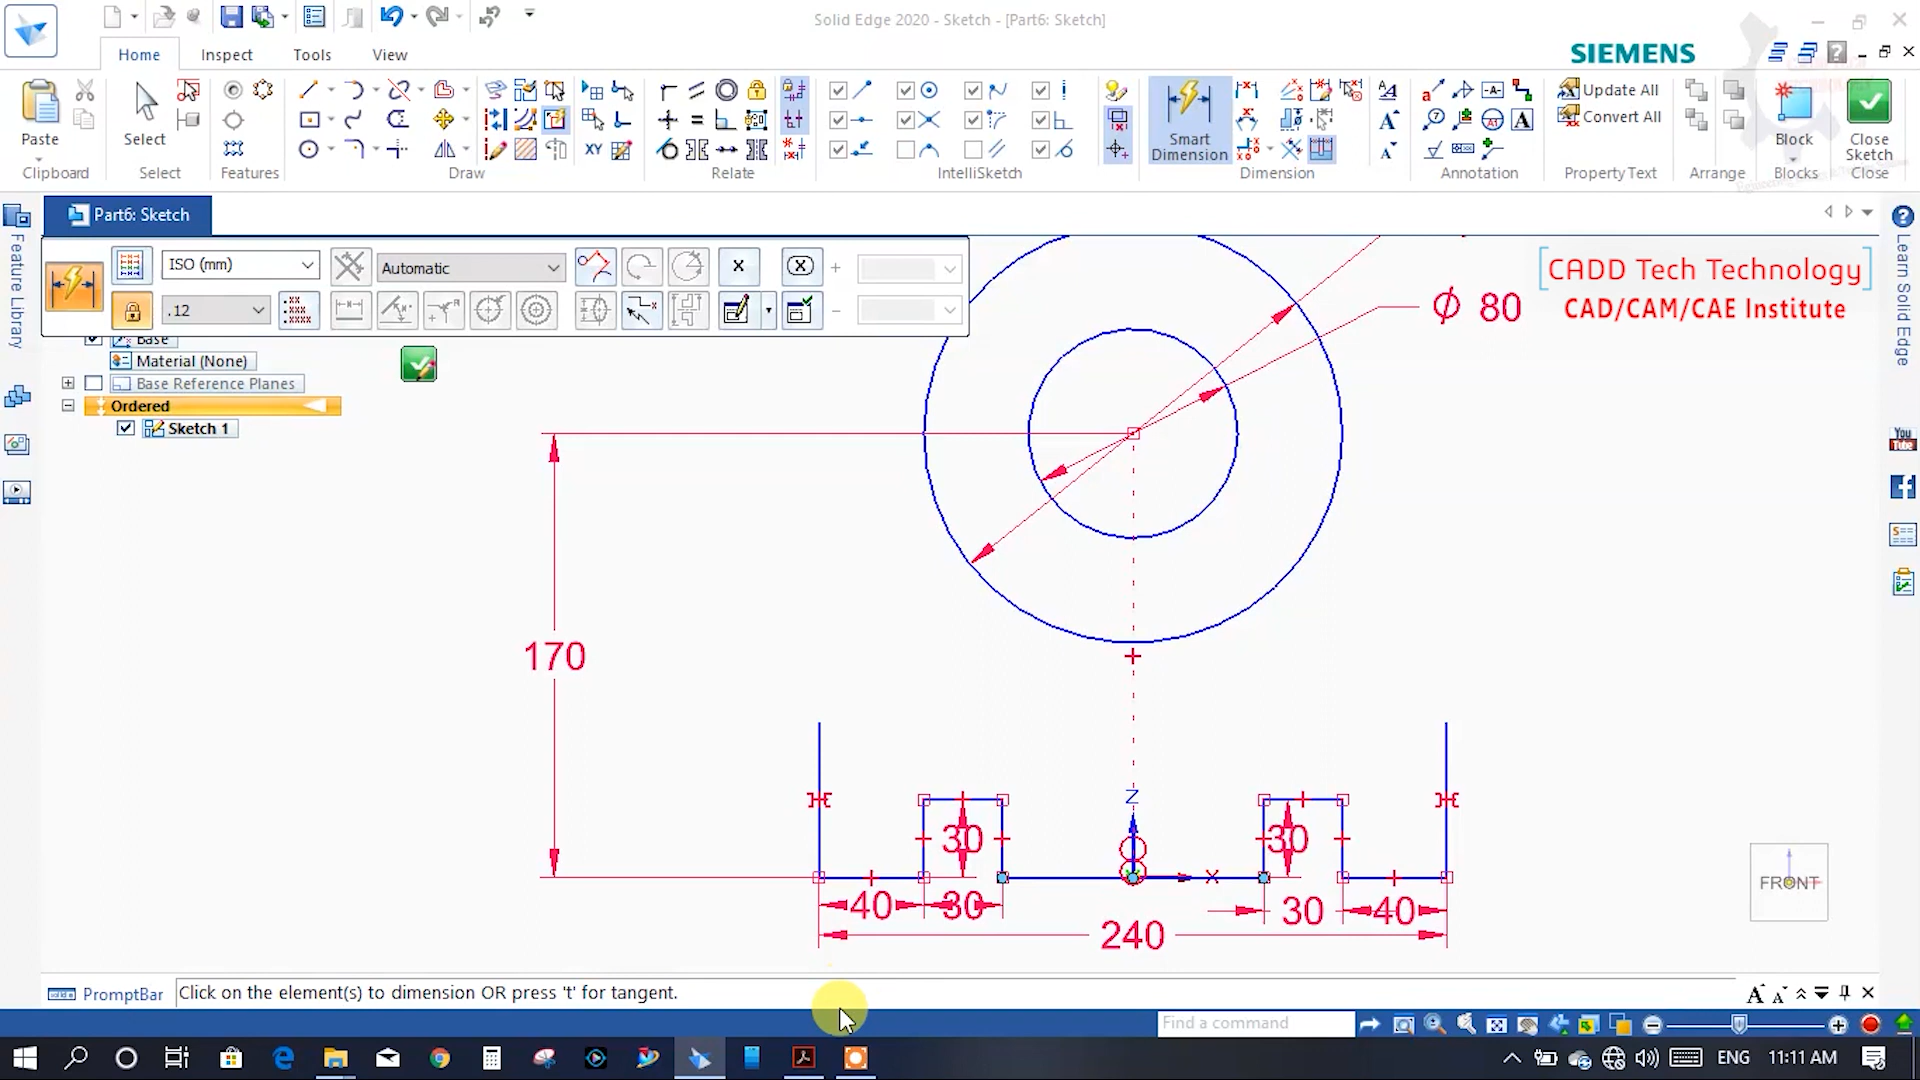 Solid Edge 2020 - Sketch - [Part6: Sketch]
Home
Inspect
Tools
View
SIEMENS
Paste
Select
Smart Dimension
Update All
Convert All
Block
Close Sketch
Clipboard
Select
Features
Draw
Relate
IntelliSketch
Dimension
Annotation
Property Text
Arrange
Blocks
Close
Part6: Sketch
ISO (mm)
Automatic
.12
Feature Library
Learn Solid Edge
[CADD Tech Technology]
CAD/CAM/CAE Institute
Base
Material (None)
Base Reference Planes
Ordered
Sketch 1
Φ 80
170
Z
30
30
X
40
30
30
40
240
FRONT
PromptBar
Click on the element(s) to dimension OR press 't' for tangent.
Find a command
ENG
11:11 AM